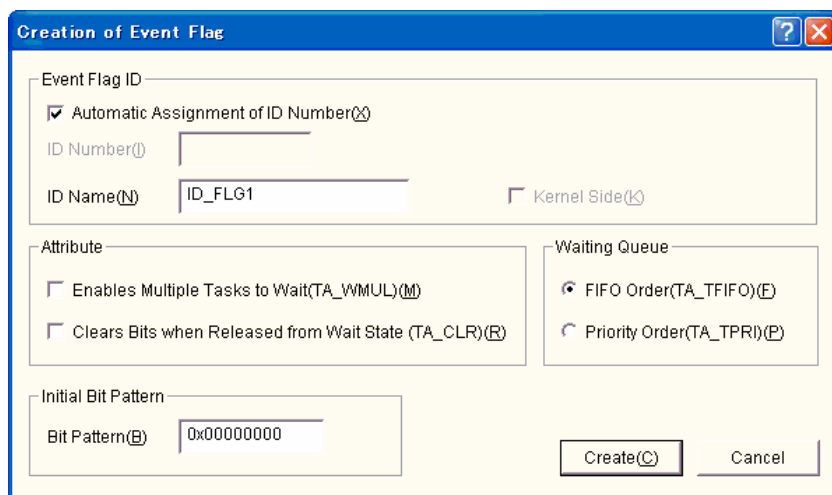 Creation of Event Flag
Event Flag ID
Automatic Assignment of ID Number(X)
ID Number(I)
ID Name(N) ID_FLG1 Kernel Side(K)
Attribute
Enables Multiple Tasks to Wait(TA_WMUL)(M)
Clears Bits when Released from Wait State (TA_CLR)(R)
Waiting Queue
FIFO Order(TA_TFIFO)(F)
Priority Order(TA_TPRI)(P)
Initial Bit Pattern
Bit Pattern(B) 0x00000000
Create(C) Cancel